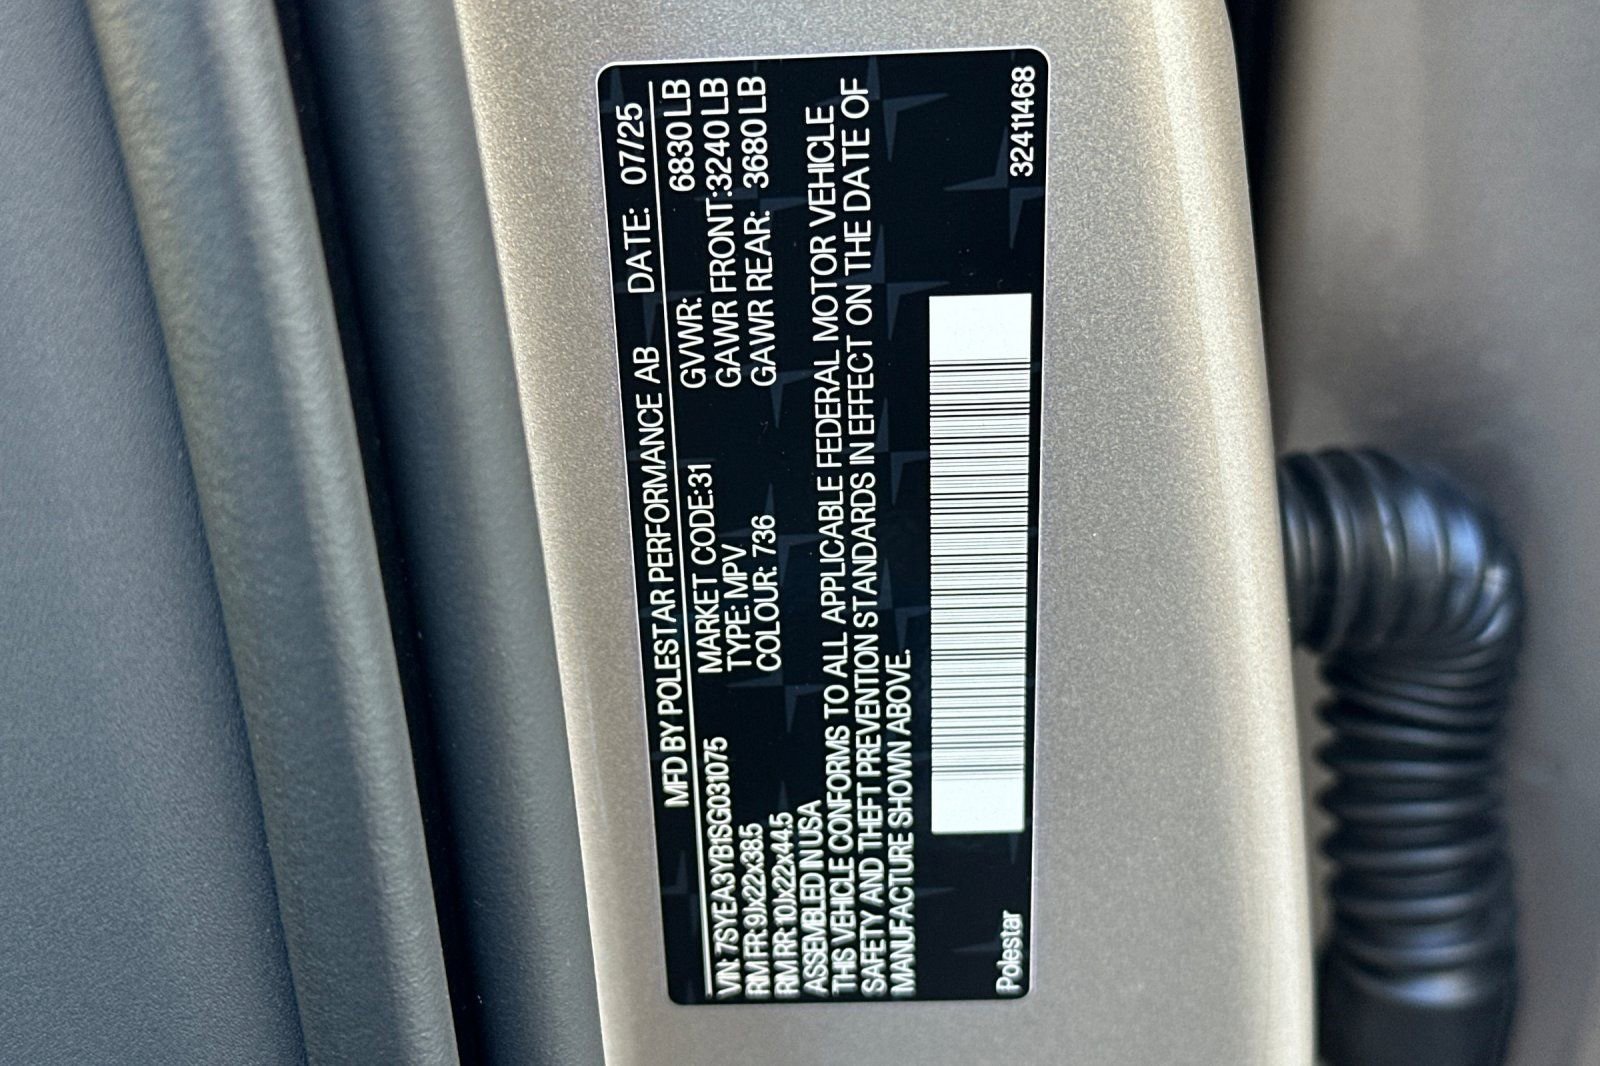 MFD BY POLESTAR PERFORMANCE AB DATE: 07/25
VIN: 7SYEA3YB1SG031075 MARKET CODE:31 GVWR: 6830 LB
RIM FR: 9Jx22x38.5 TYPE: MPV GAWR FRONT:3240 LB
RIM RR: 10Jx22x44.5 COLOUR: 736 GAWR REAR: 3680 LB
ASSEMBLED IN USA
THIS VEHICLE CONFORMS TO ALL APPLICABLE FEDERAL MOTOR VEHICLE
SAFETY AND THEFT PREVENTION STANDARDS IN EFFECT ON THE DATE OF
MANUFACTURE SHOWN ABOVE.
Polestar 32411468